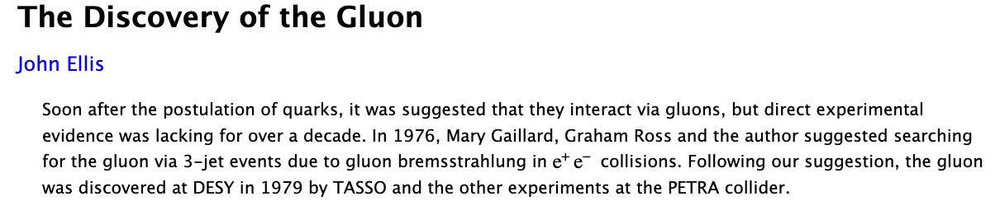 The Discovery of the Gluon
John Ellis
Soon after the postulation of quarks, it was suggested that they interact via gluons, but direct experimental
evidence was lacking for over a decade. In 1976, Mary Gaillard, Graham Ross and the author suggested searching
for the gluon via 3-jet events due to gluon bremsstrahlung in e⁺ e⁻ collisions. Following our suggestion, the gluon
was discovered at DESY in 1979 by TASSO and the other experiments at the PETRA collider.